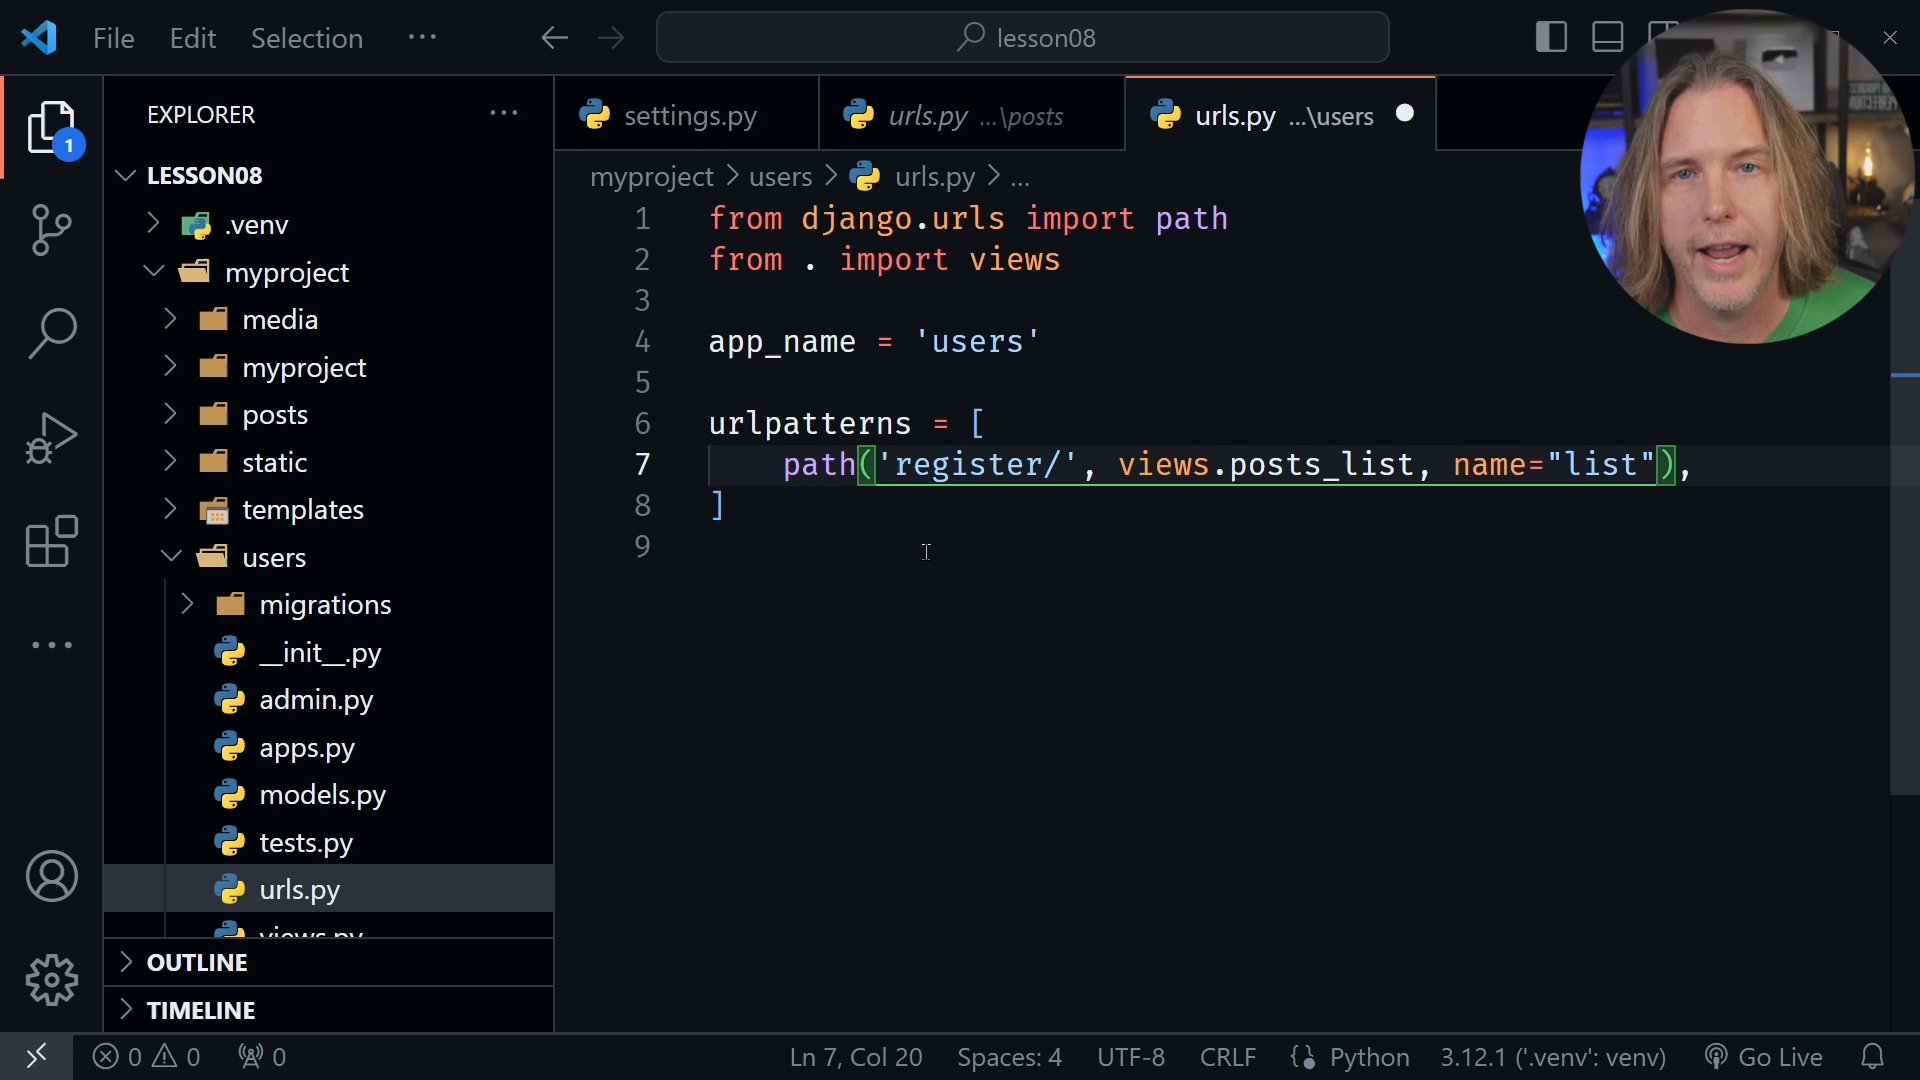 File Edit Selection ··· lesson08
EXPLORER ···
settings.py urls.py ...\posts urls.py ...\users
LESSON08
myproject > users > urls.py > ...
.venv
myproject
media
myproject
posts
static
templates
users
migrations
__init__.py
admin.py
apps.py
models.py
tests.py
urls.py
views.py
OUTLINE
TIMELINE
1 from django.urls import path
2 from . import views
3
4 app_name = 'users'
5
6 urlpatterns = [
7 path('register/', views.posts_list, name="list"),
8 ]
9
1
0 0 0 Ln 7, Col 20 Spaces: 4 UTF-8 CRLF Python 3.12.1 ('.venv': venv) Go Live